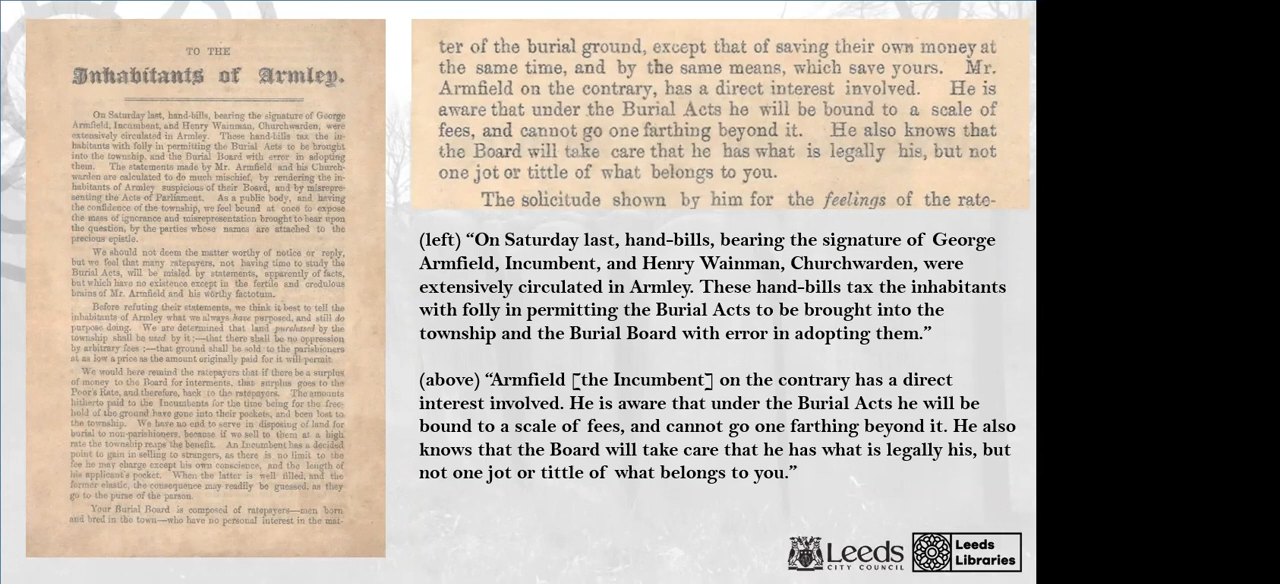 TO THE
Inhabitants of Armley.
On Saturday last, hand-bills, bearing the signature of George
Armfield, Incumbent, and Henry Wainman, Churchwarden, were
extensively circulated in Armley. These hand-bills tax the in-
habitants with folly in permitting the Burial Acts to be brought
into the township, and the Burial Board with error in adopting
them. The statements made by Mr. Armfield and his Church-
warden are calculated to do much mischief, by rendering the in-
habitants of Armley suspicious of their Board, and by misrepre-
senting the Acts of Parliament. As a public body, and having
the confidence of the township, we feel bound at once to expose
the mass of ignorance and misrepresentation brought to bear upon
the question, by the parties whose names are attached to the
precious epistle.
We should not deem the matter worthy of notice or reply,
but we feel that many ratepayers, not having time to study the
Burial Acts, will be misled by statements, apparently of facts,
but which have no existence except in the fertile and credulous
brains of Mr. Armfield and his worthy factotum.
Before refuting their statements, we think it best to tell the
inhabitants of Armley what we always have purposed, and still do
purpose doing. We are determined that land purchased by the
township shall be used by it;—that there shall be no oppression
by arbitrary fees;—that ground shall be sold to the parishioners
at as low a price as the amount originally paid for it will permit.
We would here remind the ratepayers that if there be a surplus
of money to the Board for interments, that surplus goes to the
Poor's Rate, and therefore, back to the ratepayers. The amounts
hitherto paid to the Incumbents for the time being for the free-
hold of the ground have gone into their pockets, and been lost to
the township. We have no end to serve in disposing of land for
burial to non-parishioners, because if we sell to them at a high
rate the township reaps the benefit. An Incumbent has a decided
point to gain in selling to strangers, as there is no limit to the
fee he may charge except his own conscience, and the length of
his applicant's pocket. When the latter is well filled, and the
former elastic, the consequence may readily be guessed, as they
go to the purse of the parson.
Your Burial Board is composed of ratepayers—men born
and bred in the town—who have no personal interest in the mat-
ter of the burial ground, except that of saving their own money at
the same time, and by the same means, which save yours. Mr.
Armfield on the contrary, has a direct interest involved. He is
aware that under the Burial Acts he will be bound to a scale of
fees, and cannot go one farthing beyond it. He also knows that
the Board will take care that he has what is legally his, but not
one jot or tittle of what belongs to you.
The solicitude shown by him for the feelings of the rate-
(left) “On Saturday last, hand-bills, bearing the signature of George
Armfield, Incumbent, and Henry Wainman, Churchwarden, were
extensively circulated in Armley. These hand-bills tax the inhabitants
with folly in permitting the Burial Acts to be brought into the
township and the Burial Board with error in adopting them.”
(above) “Armfield [the Incumbent] on the contrary has a direct
interest involved. He is aware that under the Burial Acts he will be
bound to a scale of fees, and cannot go one farthing beyond it. He also
knows that the Board will take care that he has what is legally his, but
not one jot or tittle of what belongs to you.”
Leeds
CITY COUNCIL
Leeds
Libraries